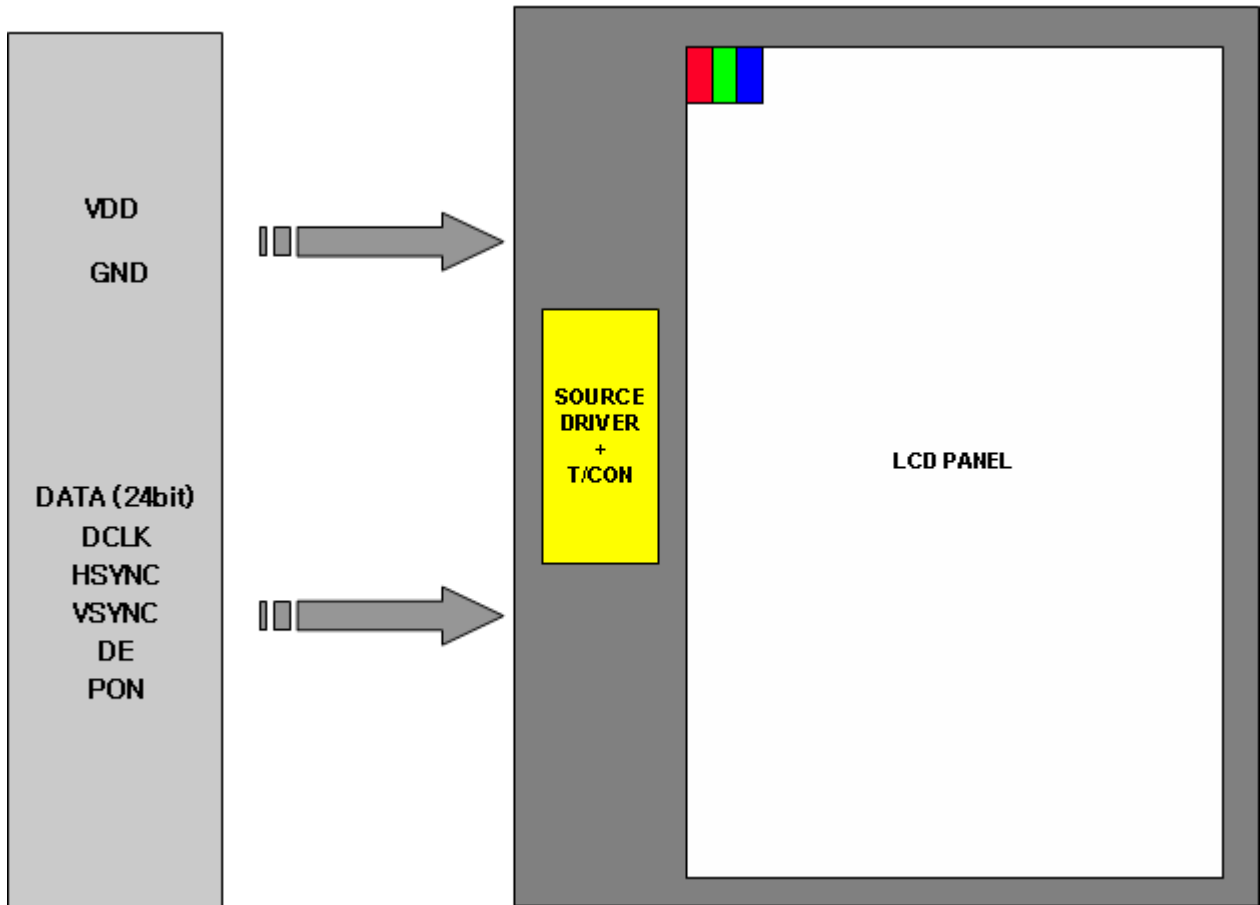 VDD
GND
DATA (24bit)
DCLK
HSYNC
VSYNC
DE
PON
SOURCE
DRIVER
+
T/CON
LCD PANEL